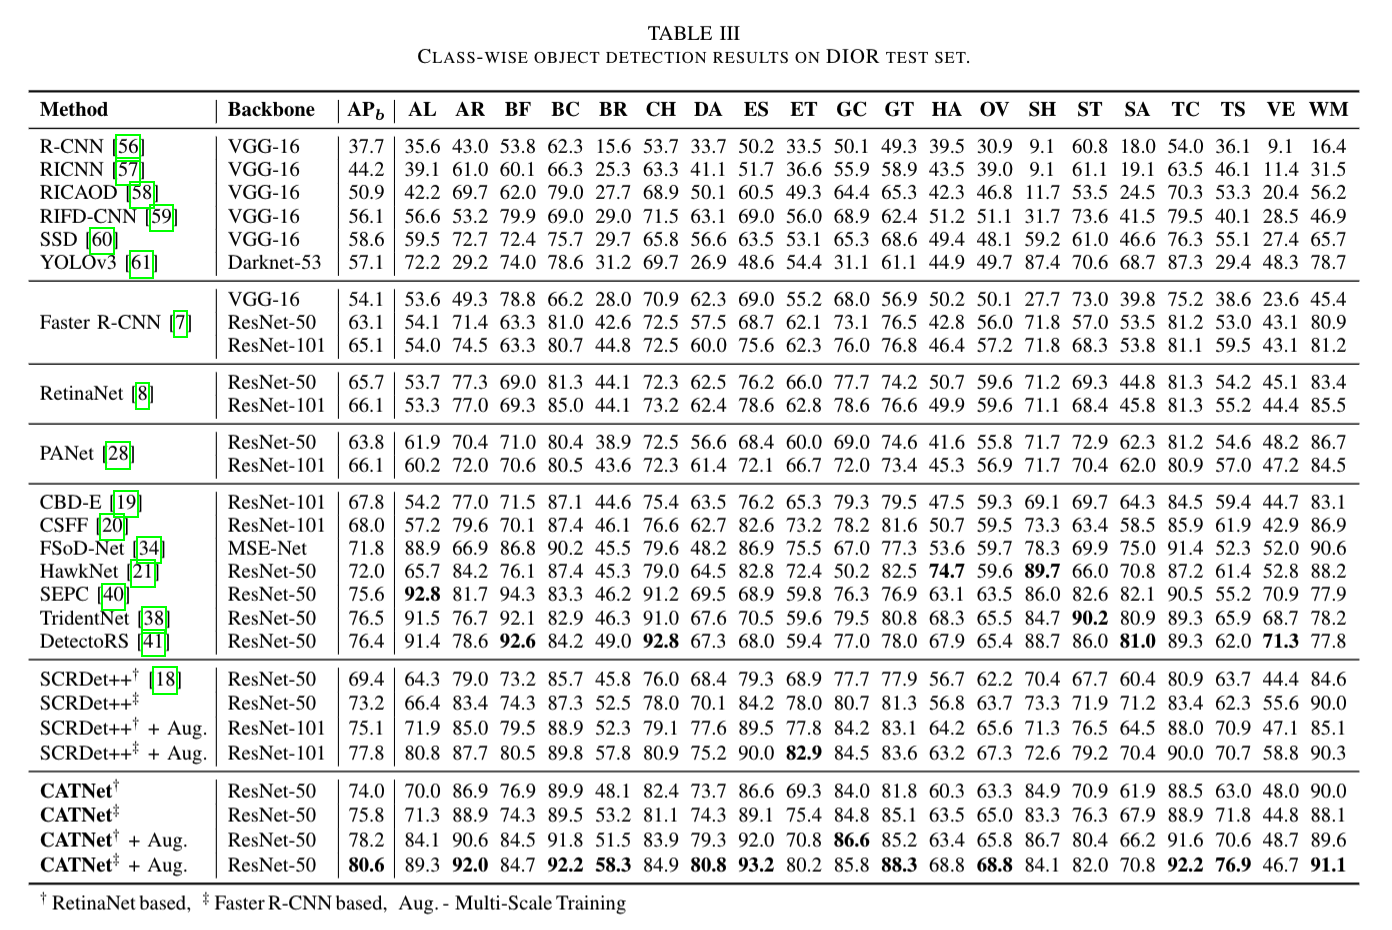 TABLE III
CLASS-WISE OBJECT DETECTION RESULTS ON DIOR TEST SET.
Method Backbone APb AL AR BF BC BR CH DA ES ET GC GT HA OV SH ST SA TC TS VE WM
R-CNN [56] VGG-16 37.7 35.6 43.0 53.8 62.3 15.6 53.7 33.7 50.2 33.5 50.1 49.3 39.5 30.9 9.1 60.8 18.0 54.0 36.1 9.1 16.4
RICNN [57] VGG-16 44.2 39.1 61.0 60.1 66.3 25.3 63.3 41.1 51.7 36.6 55.9 58.9 43.5 39.0 9.1 61.1 19.1 63.5 46.1 11.4 31.5
RICAOD [58] VGG-16 50.9 42.2 69.7 62.0 79.0 27.7 68.9 50.1 60.5 49.3 64.4 65.3 42.3 46.8 11.7 53.5 24.5 70.3 53.3 20.4 56.2
RIFD-CNN [59] VGG-16 56.1 56.6 53.2 79.9 69.0 29.0 71.5 63.1 69.0 56.0 68.9 62.4 51.2 51.1 31.7 73.6 41.5 79.5 40.1 28.5 46.9
SSD [60] VGG-16 58.6 59.5 72.7 72.4 75.7 29.7 65.8 56.6 63.5 53.1 65.3 68.6 49.4 48.1 59.2 61.0 46.6 76.3 55.1 27.4 65.7
YOLOv3 [61] Darknet-53 57.1 72.2 29.2 74.0 78.6 31.2 69.7 26.9 48.6 54.4 31.1 61.1 44.9 49.7 87.4 70.6 68.7 87.3 29.4 48.3 78.7
VGG-16 54.1 53.6 49.3 78.8 66.2 28.0 70.9 62.3 69.0 55.2 68.0 56.9 50.2 50.1 27.7 73.0 39.8 75.2 38.6 23.6 45.4
Faster R-CNN [7] ResNet-50 63.1 54.1 71.4 63.3 81.0 42.6 72.5 57.5 68.7 62.1 73.1 76.5 42.8 56.0 71.8 57.0 53.5 81.2 53.0 43.1 80.9
ResNet-101 65.1 54.0 74.5 63.3 80.7 44.8 72.5 60.0 75.6 62.3 76.0 76.8 46.4 57.2 71.8 68.3 53.8 81.1 59.5 43.1 81.2
RetinaNet [8] ResNet-50 65.7 53.7 77.3 69.0 81.3 44.1 72.3 62.5 76.2 66.0 77.7 74.2 50.7 59.6 71.2 69.3 44.8 81.3 54.2 45.1 83.4
ResNet-101 66.1 53.3 77.0 69.3 85.0 44.1 73.2 62.4 78.6 62.8 78.6 76.6 49.9 59.6 71.1 68.4 45.8 81.3 55.2 44.4 85.5
PANet [28] ResNet-50 63.8 61.9 70.4 71.0 80.4 38.9 72.5 56.6 68.4 60.0 69.0 74.6 41.6 55.8 71.7 72.9 62.3 81.2 54.6 48.2 86.7
ResNet-101 66.1 60.2 72.0 70.6 80.5 43.6 72.3 61.4 72.1 66.7 72.0 73.4 45.3 56.9 71.7 70.4 62.0 80.9 57.0 47.2 84.5
CBD-E [19] ResNet-101 67.8 54.2 77.0 71.5 87.1 44.6 75.4 63.5 76.2 65.3 79.3 79.5 47.5 59.3 69.1 69.7 64.3 84.5 59.4 44.7 83.1
CSFF [20] ResNet-101 68.0 57.2 79.6 70.1 87.4 46.1 76.6 62.7 82.6 73.2 78.2 81.6 50.7 59.5 73.3 63.4 58.5 85.9 61.9 42.9 86.9
FSoD-Net [34] MSE-Net 71.8 88.9 66.9 86.8 90.2 45.5 79.6 48.2 86.9 75.5 67.0 77.3 53.6 59.7 78.3 69.9 75.0 91.4 52.3 52.0 90.6
HawkNet [21] ResNet-50 72.0 65.7 84.2 76.1 87.4 45.3 79.0 64.5 82.8 72.4 50.2 82.5 74.7 59.6 89.7 66.0 70.8 87.2 61.4 52.8 88.2
SEPC [40] ResNet-50 75.6 92.8 81.7 94.3 83.3 46.2 91.2 69.5 68.9 59.8 76.3 76.9 63.1 63.5 86.0 82.6 82.1 90.5 55.2 70.9 77.9
TridentNet [38] ResNet-50 76.5 91.5 76.7 92.1 82.9 46.3 91.0 67.6 70.5 59.6 79.5 80.8 68.3 65.5 84.7 90.2 80.9 89.3 65.9 68.7 78.2
DetectoRS [41] ResNet-50 76.4 91.4 78.6 92.6 84.2 49.0 92.8 67.3 68.0 59.4 77.0 78.0 67.9 65.4 88.7 86.0 81.0 89.3 62.0 71.3 77.8
SCRDet++† [18] ResNet-50 69.4 64.3 79.0 73.2 85.7 45.8 76.0 68.4 79.3 68.9 77.7 77.9 56.7 62.2 70.4 67.7 60.4 80.9 63.7 44.4 84.6
SCRDet++‡ ResNet-50 73.2 66.4 83.4 74.3 87.3 52.5 78.0 70.1 84.2 78.0 80.7 81.3 56.8 63.7 73.3 71.9 71.2 83.4 62.3 55.6 90.0
SCRDet++† + Aug. ResNet-101 75.1 71.9 85.0 79.5 88.9 52.3 79.1 77.6 89.5 77.8 84.2 83.1 64.2 65.6 71.3 76.5 64.5 88.0 70.9 47.1 85.1
SCRDet++‡ + Aug. ResNet-101 77.8 80.8 87.7 80.5 89.8 57.8 80.9 75.2 90.0 82.9 84.5 83.6 63.2 67.3 72.6 79.2 70.4 90.0 70.7 58.8 90.3
CATNet† ResNet-50 74.0 70.0 86.9 76.9 89.9 48.1 82.4 73.7 86.6 69.3 84.0 81.8 60.3 63.3 84.9 70.9 61.9 88.5 63.0 48.0 90.0
CATNet‡ ResNet-50 75.8 71.3 88.9 74.3 89.5 53.2 81.1 74.3 89.1 75.4 84.8 85.1 63.5 65.0 83.3 76.3 67.9 88.9 71.8 44.8 88.1
CATNet† + Aug. ResNet-50 78.2 84.1 90.6 84.5 91.8 51.5 83.9 79.3 92.0 70.8 86.6 85.2 63.4 65.8 86.7 80.4 66.2 91.6 70.6 48.7 89.6
CATNet‡ + Aug. ResNet-50 80.6 89.3 92.0 84.7 92.2 58.3 84.9 80.8 93.2 80.2 85.8 88.3 68.8 68.8 84.1 82.0 70.8 92.2 76.9 46.7 91.1
† RetinaNet based, ‡ Faster R-CNN based, Aug. - Multi-Scale Training